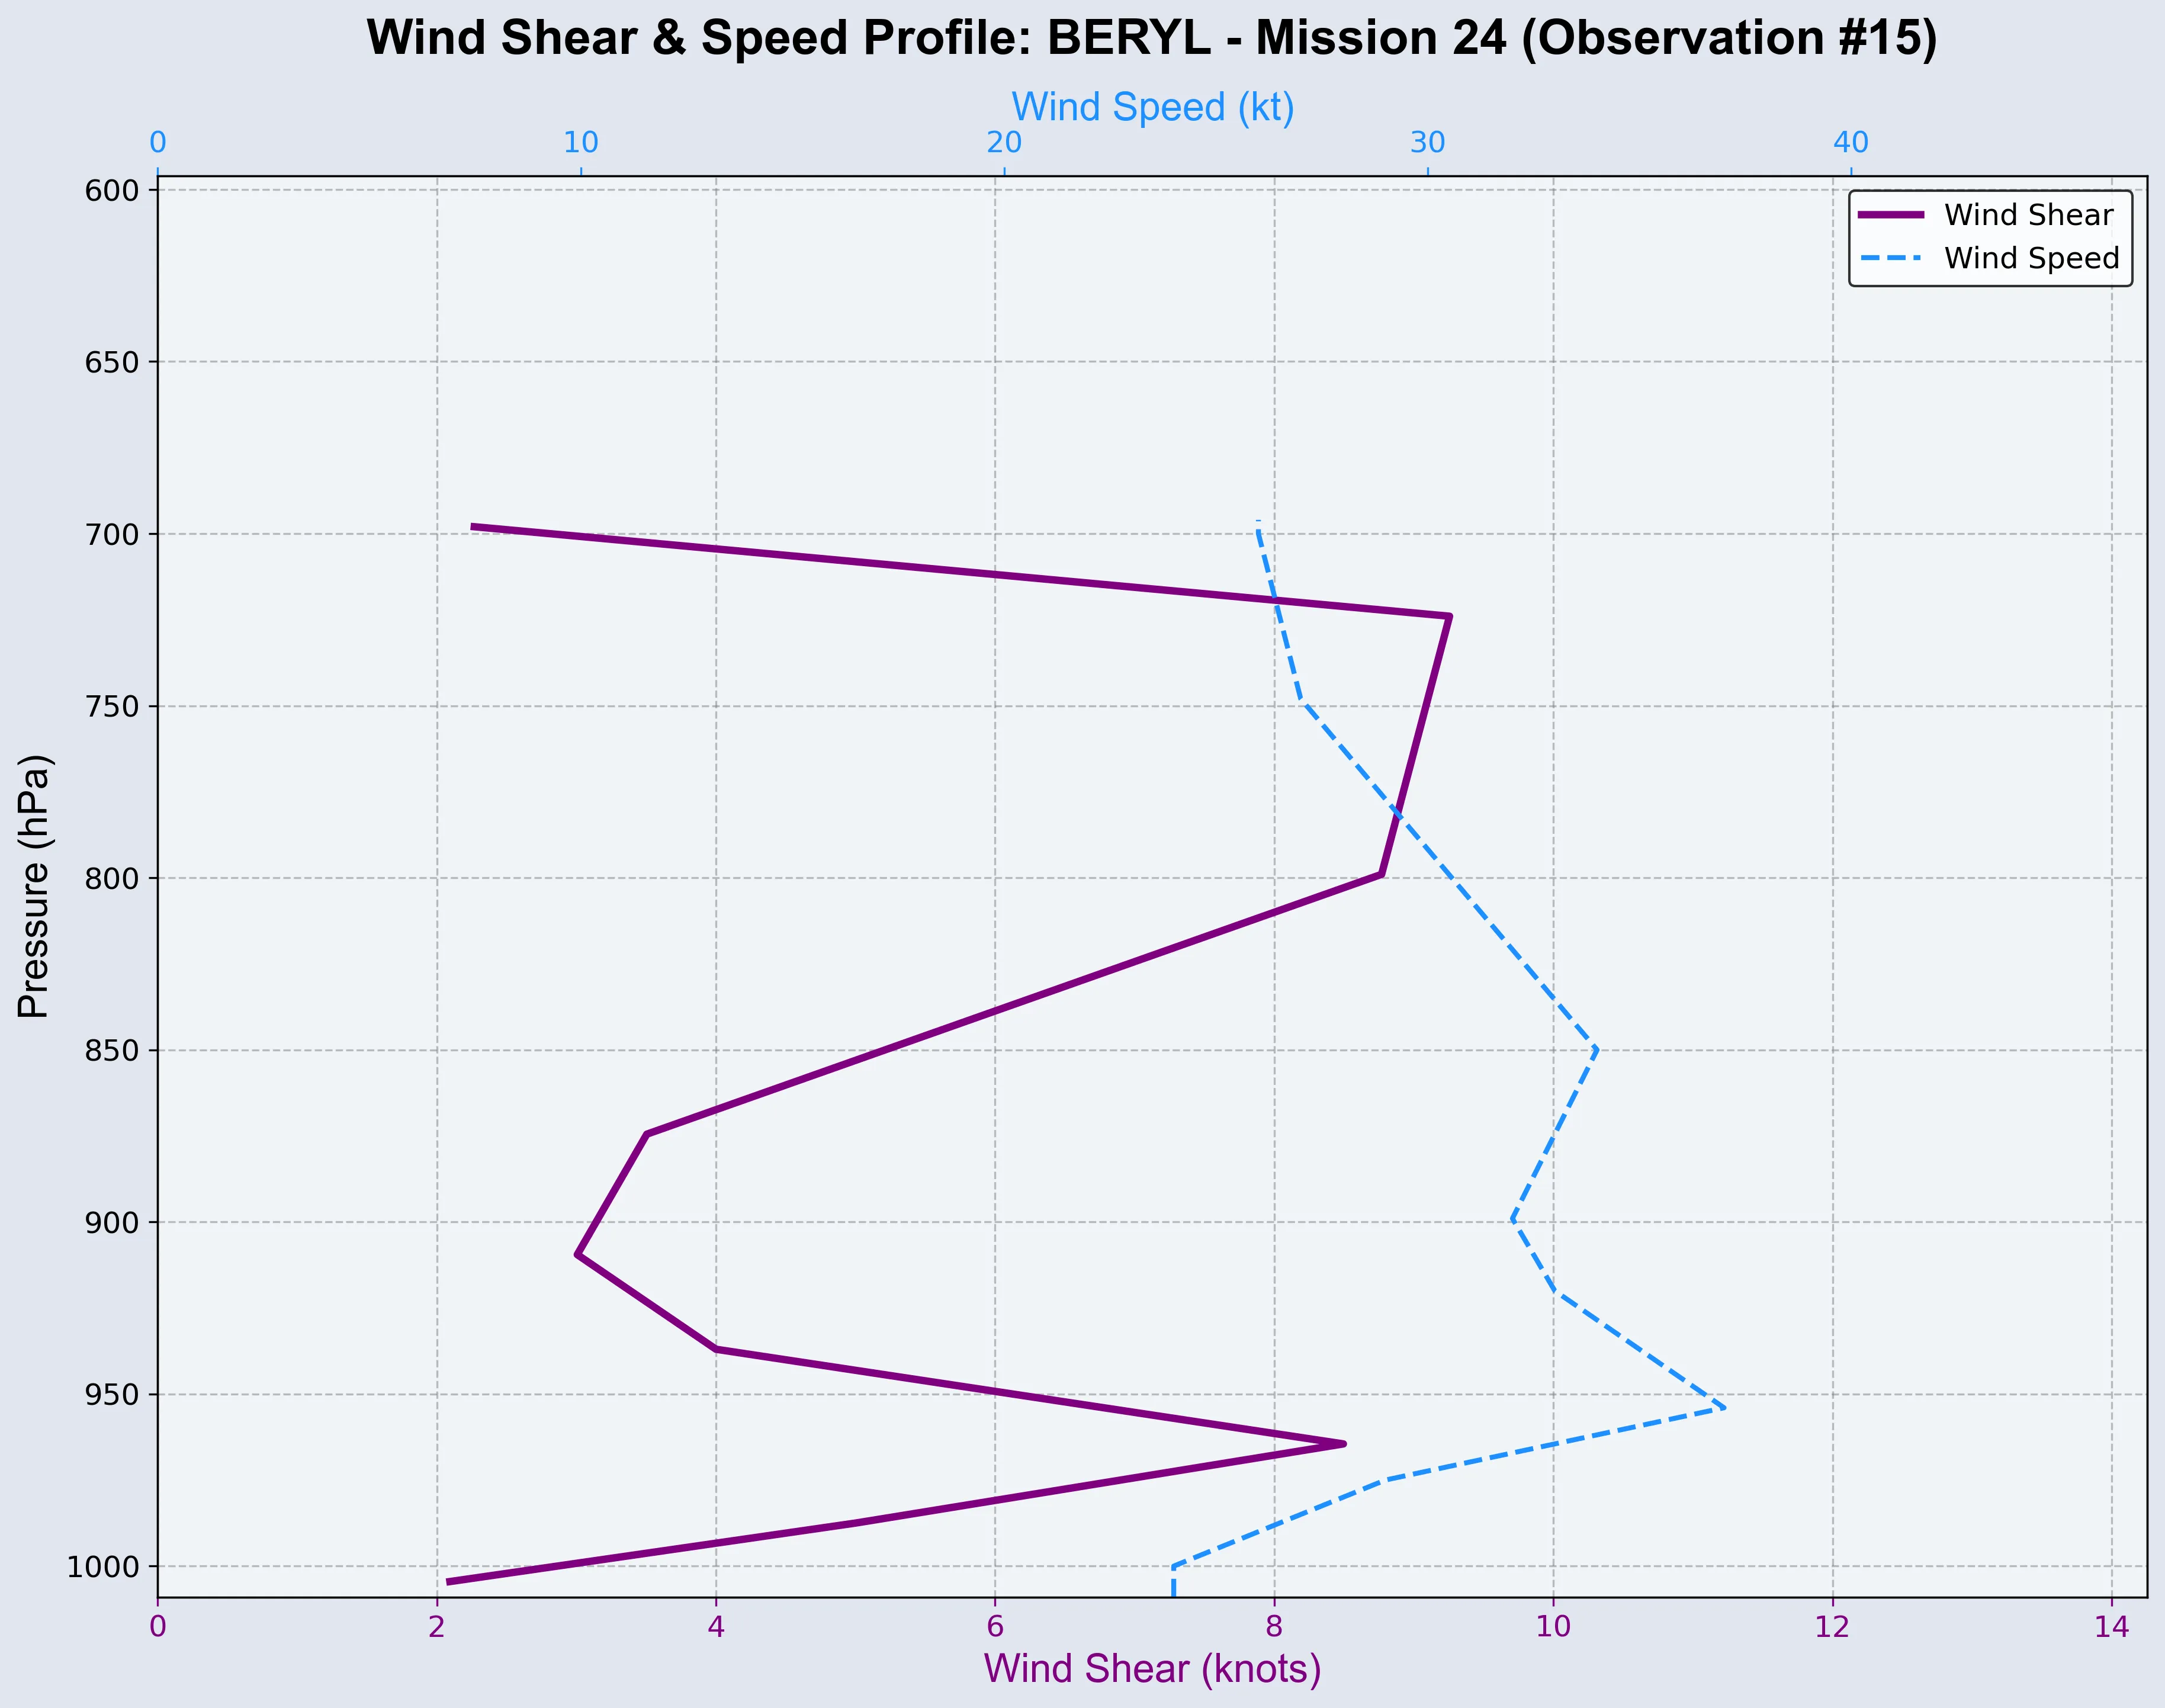 Wind Shear & Speed Profile: BERYL - Mission 24 (Observation #15)
Wind Speed (kt)
0 10 20 30 40
Wind Shear
Wind Speed
600
650
700
750
800
850
900
950
1000
Pressure (hPa)
0 2 4 6 8 10 12 14
Wind Shear (knots)